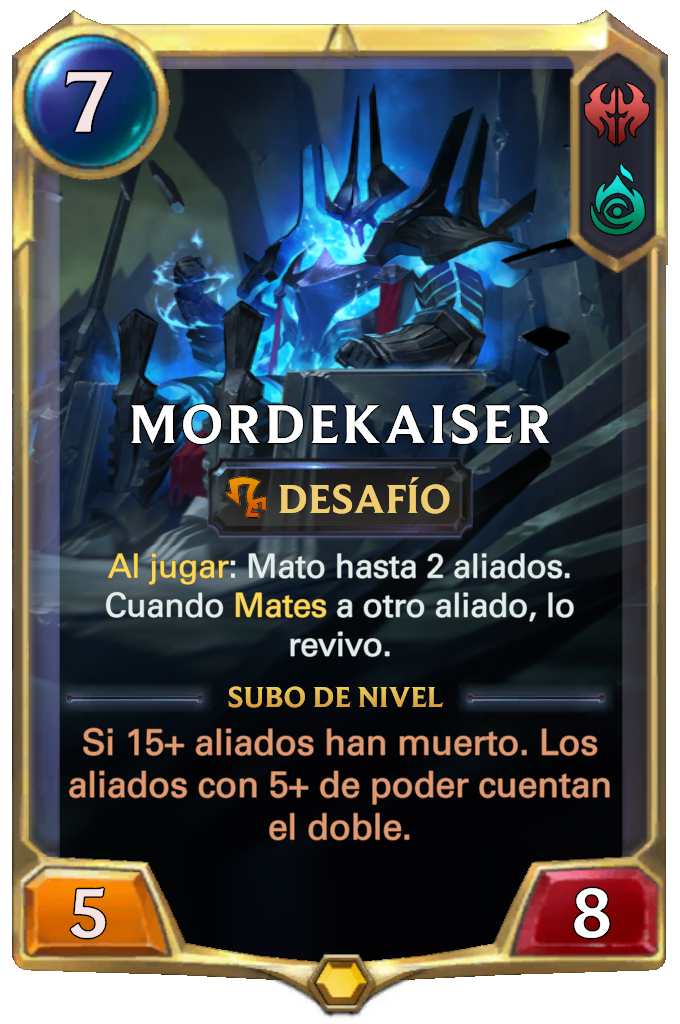 7
MORDEKAISER
DESAFÍO
Al jugar: Mato hasta 2 aliados.
Cuando Mates a otro aliado, lo
revivo.
SUBO DE NIVEL
Si 15+ aliados han muerto. Los
aliados con 5+ de poder cuentan
el doble.
5
8